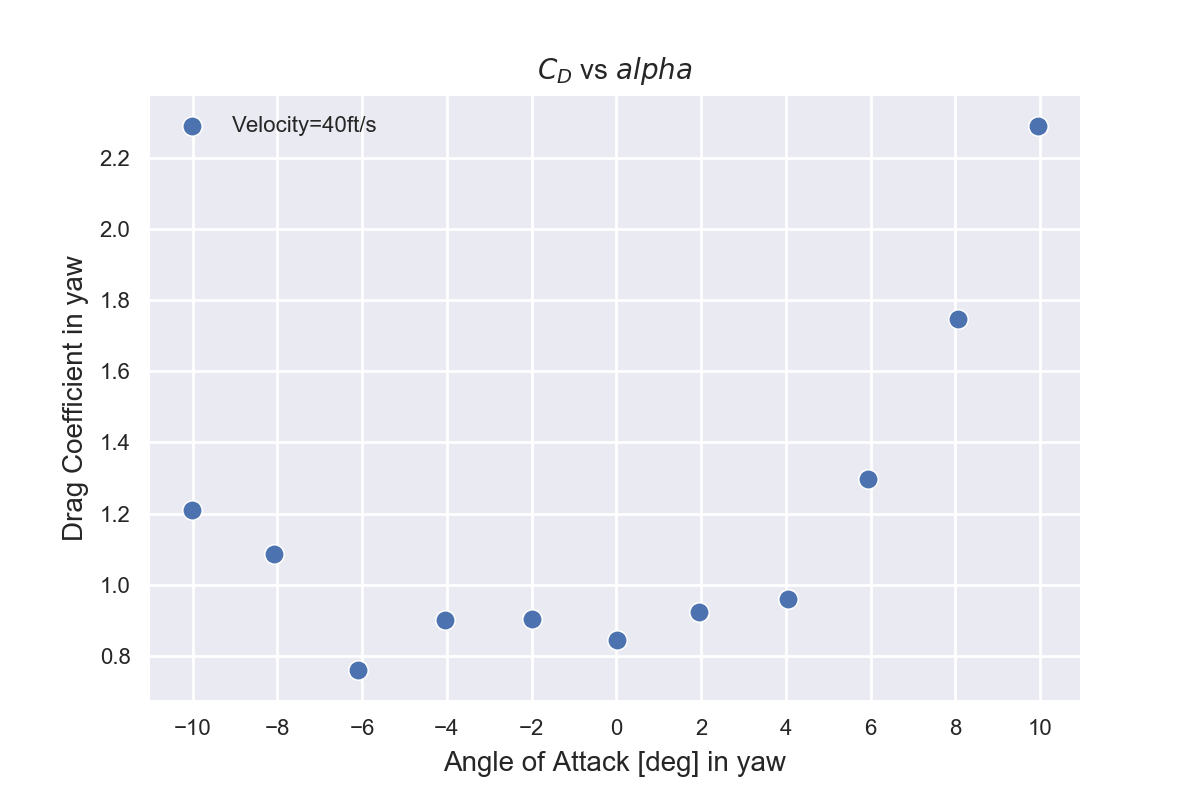 C_D vs alpha
Velocity=40ft/s
2.2
2.0
1.8
1.6
1.4
1.2
1.0
0.8
Drag Coefficient in yaw
−10 −8 −6 −4 −2 0 2 4 6 8 10
Angle of Attack [deg] in yaw